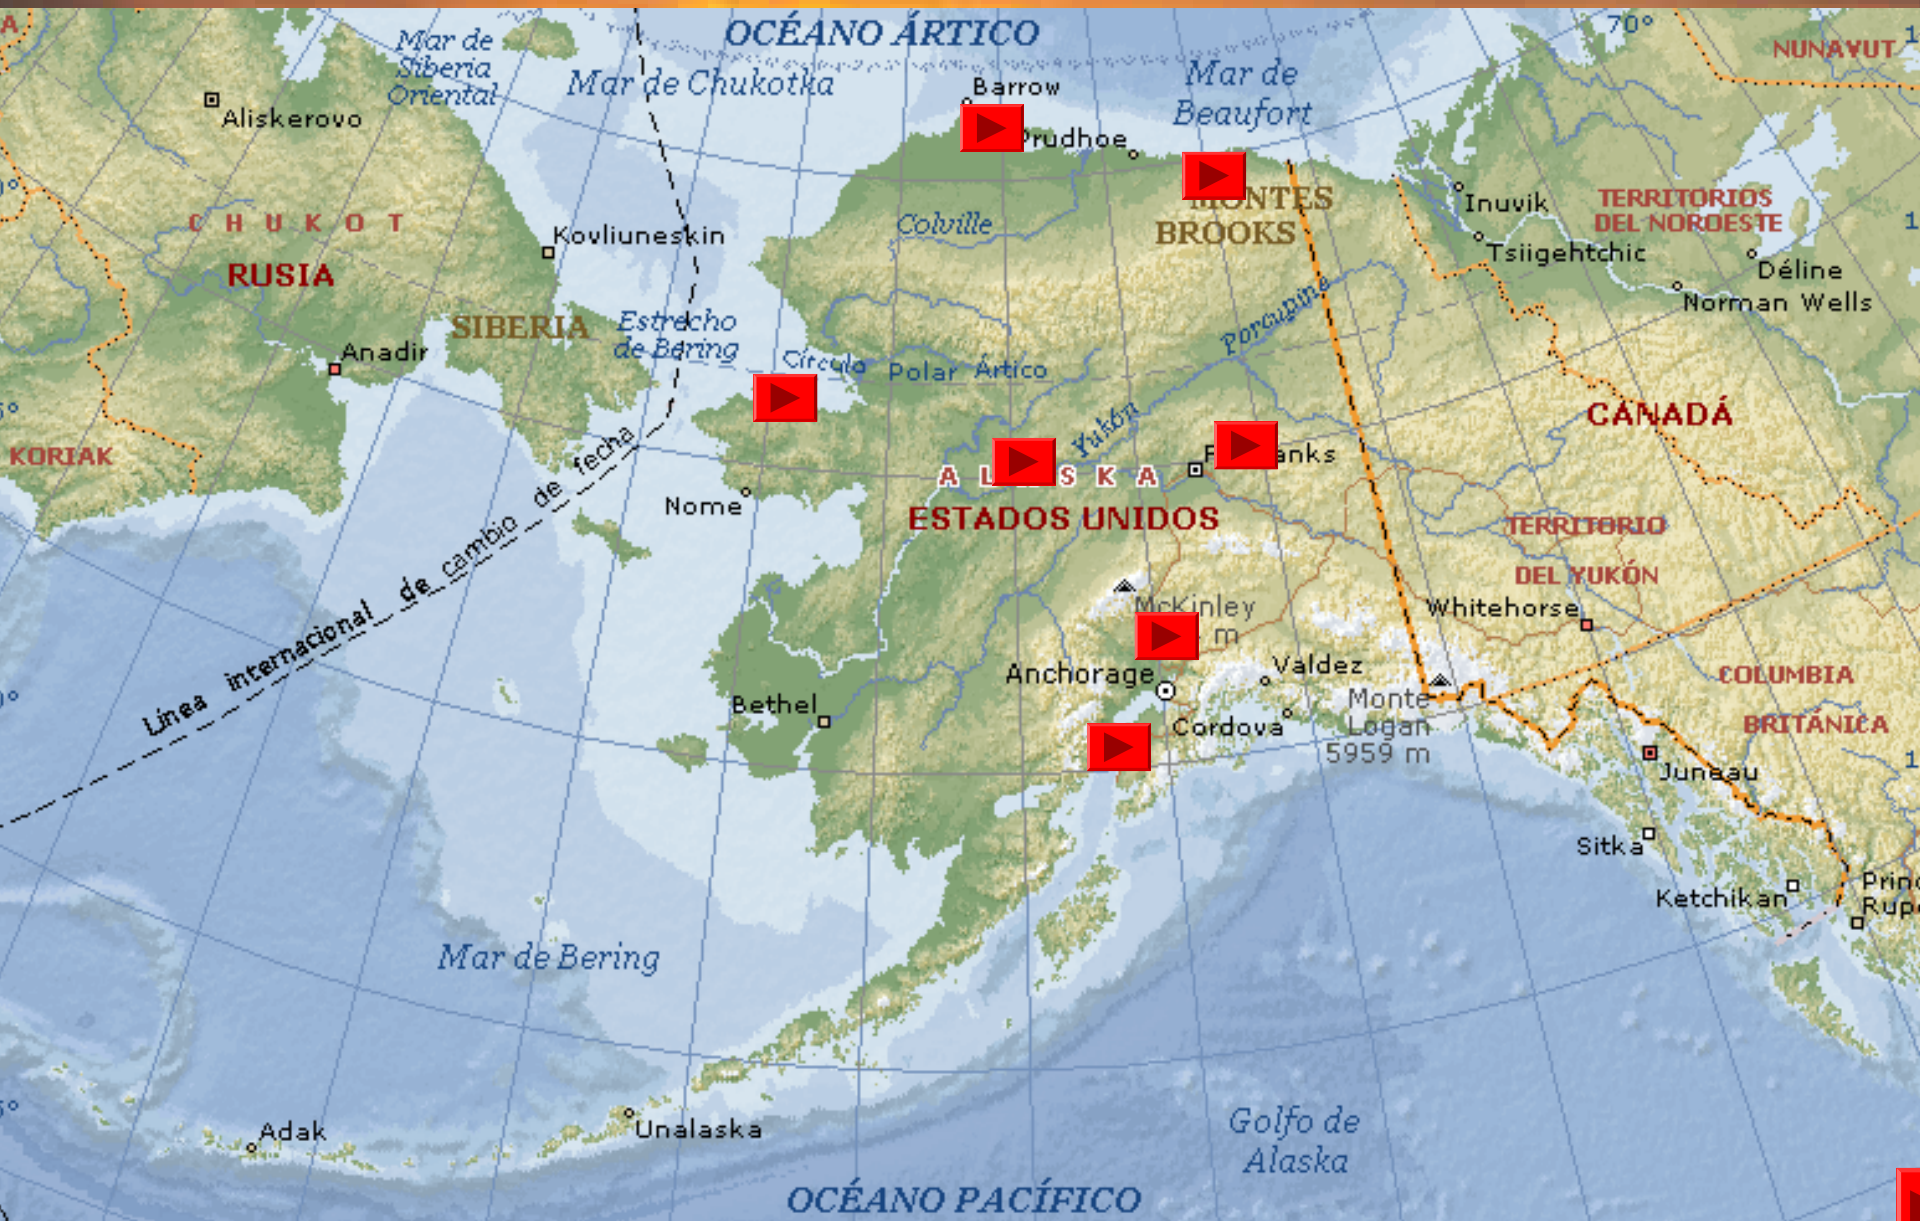 OCÉANO ÁRTICO
Mar de
Siberia
Oriental
Mar de Chukotka
Barrow
Mar de
Beaufort
70°
NUNAVUT
Aliskerovo
Prudhoe
Inuvik
TERRITORIOS
DEL NOROESTE
MONTES
BROOKS
Colville
CHUKOT
Kovliuneskin
Tsiigehtchic
Déline
RUSIA
Norman Wells
SIBERIA
Estrecho
de Bering
Porcupine
Anadir
Círculo Polar Ártico
CANADÁ
Yukón
KORIAK
Línea internacional de cambio de fecha
Nome
ESTADOS UNIDOS
TERRITORIO
DEL YUKÓN
McKinley
m
Whitehorse
Anchorage
Valdez
COLUMBIA
BRITÁNICA
Bethel
Cordova
Monte
Logan
5959 m
Juneau
Sitka
Ketchikan
Mar de Bering
Adak
Unalaska
Golfo de
Alaska
OCÉANO PACÍFICO